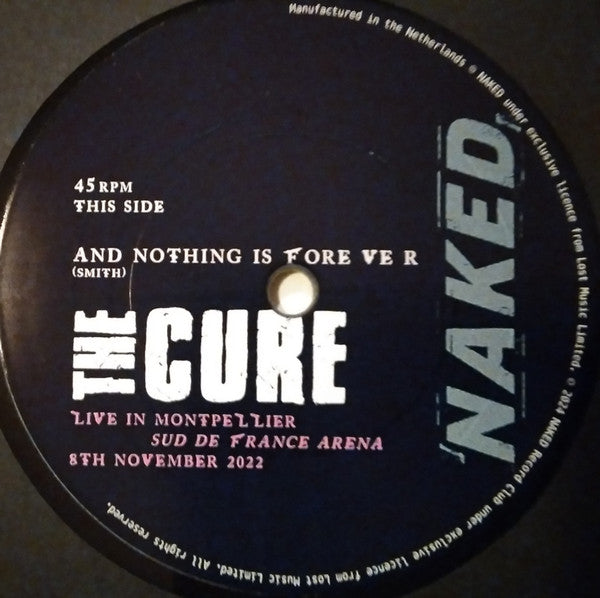 Manufactured in the Netherlands ℗ NAKED under exclusive licence from Lost Music Limited. © 2024 NAKED Record Club under exclusive licence from Lost Music Limited. All rights reserved.
45 RPM
THIS SIDE
AND NOTHING IS FORE VE R
(SMITH)
THE CURE
LIVE IN MONTPELLIER
SUD DE FRANCE ARENA
8TH NOVEMBER 2022
NAKED